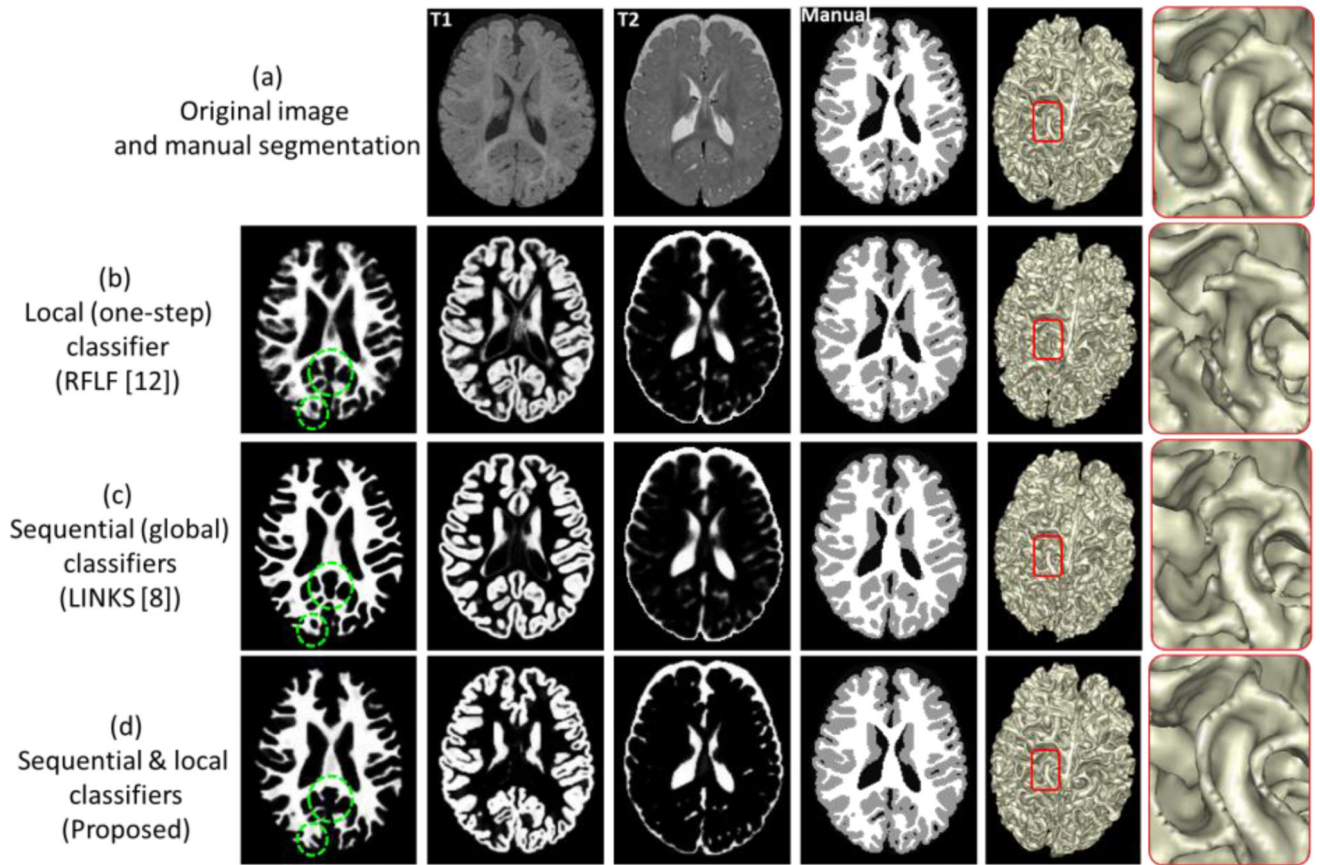 T1
T2
Manual
(a)
Original image
and manual segmentation
(b)
Local (one-step)
classifier
(RFLF [12])
(c)
Sequential (global)
classifiers
(LINKS [8])
(d)
Sequential & local
classifiers
(Proposed)